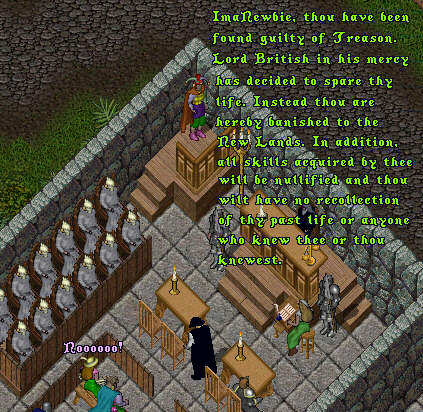 ImaNewbie, thou have been
found guilty of Treason.
Lord British in his mercy
has decided to spare thy
life. Instead thou are
hereby banished to the
New Lands. In addition,
all skills acquired by thee
will be nullified and thou
wilt have no recollection
of thy past life or anyone
who knew thee or thou
knewest.
Noooooo!